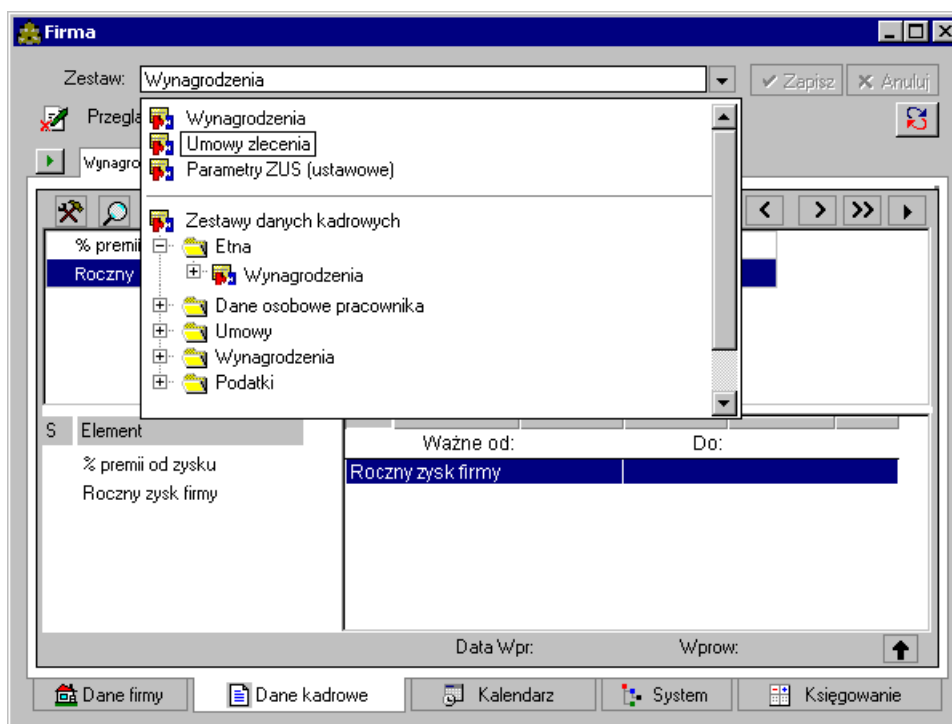 Firma
Zestaw: Wynagrodzenia Zapisz Anuluj
Przegla
Wynagrodzenia
Umowy zlecenia
Parametry ZUS (ustawowe)
Wynagro
Zestawy danych kadrowych
Etna
Wynagrodzenia
Dane osobowe pracownika
Umowy
Wynagrodzenia
Podatki
% premii
Roczny
S Element
% premii od zysku
Roczny zysk firmy
Ważne od: Do:
Roczny zysk firmy
Data Wpr: Wprow:
Dane firmy Dane kadrowe Kalendarz System Księgowanie